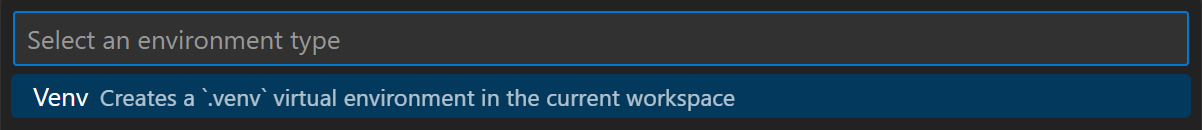 Select an environment type
Venv Creates a `.venv` virtual environment in the current workspace